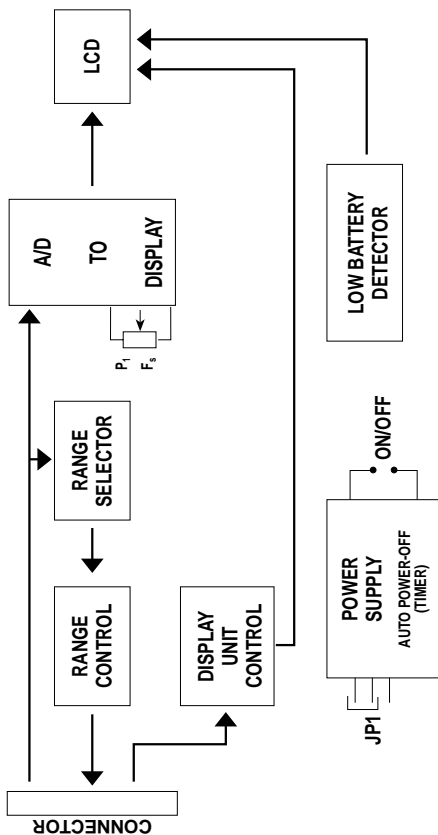 CONNECTOR
RANGE
CONTROL
RANGE
SELECTOR
A/D
TO
DISPLAY
P1
Fs
LCD
DISPLAY
UNIT
CONTROL
JP1
POWER
SUPPLY
AUTO POWER-OFF
(TIMER)
ON/OFF
LOW BATTERY
DETECTOR